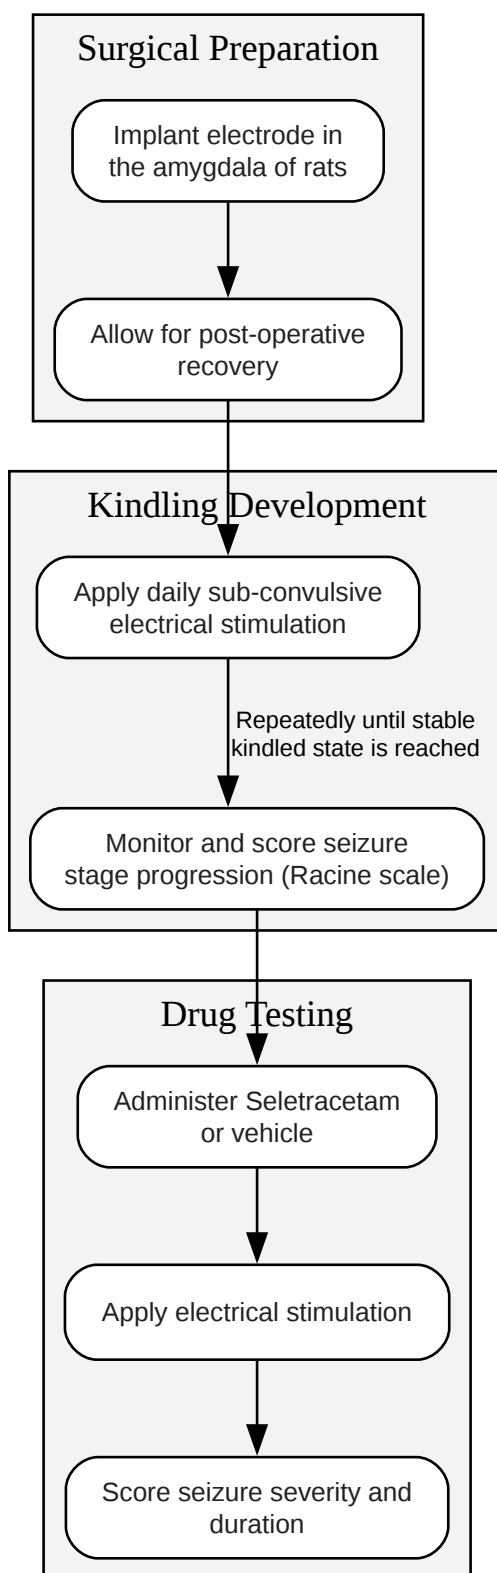 Surgical Preparation
Implant electrode in
the amygdala of rats
Allow for post-operative
recovery
Kindling Development
Apply daily sub-convulsive
electrical stimulation
Repeatedly until stable
kindled state is reached
Monitor and score seizure
stage progression (Racine scale)
Drug Testing
Administer Seletracetam
or vehicle
Apply electrical stimulation
Score seizure severity and
duration